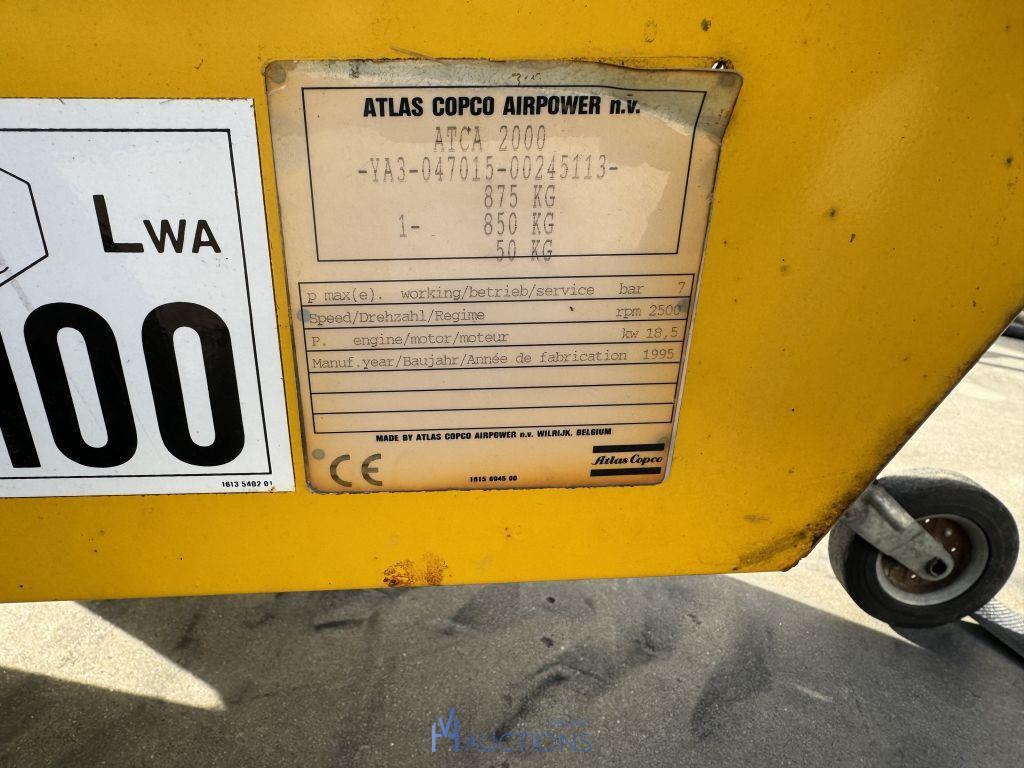 LWA
100
1613 5402 01
ATLAS COPCO AIRPOWER n.v.
ATCA 2000
-YA3-047015-00245113-
875 KG
1- 850 KG
50 KG
p max(e). working/betrieb/service bar 7
Speed/Drehzahl/Regime rpm 2500
P. engine/motor/moteur kw 18,5
Manuf.year/Baujahr/Année de fabrication 1995
MADE BY ATLAS COPCO AIRPOWER n.v. WILRIJK, BELGIUM
CE
1615 6945 00
Atlas Copco
AUCTIONS